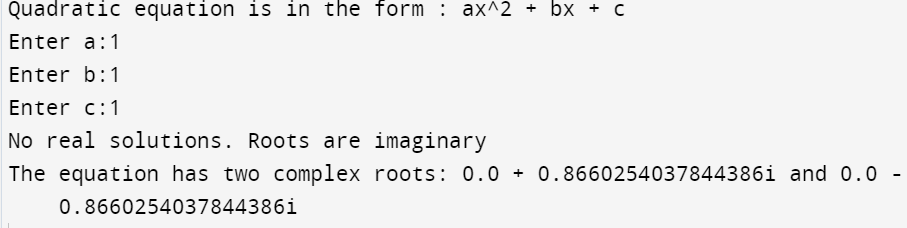 Quadratic equation is in the form : ax^2 + bx + c
Enter a:1
Enter b:1
Enter c:1
No real solutions. Roots are imaginary
The equation has two complex roots: 0.0 + 0.8660254037844386i and 0.0 -
0.8660254037844386i